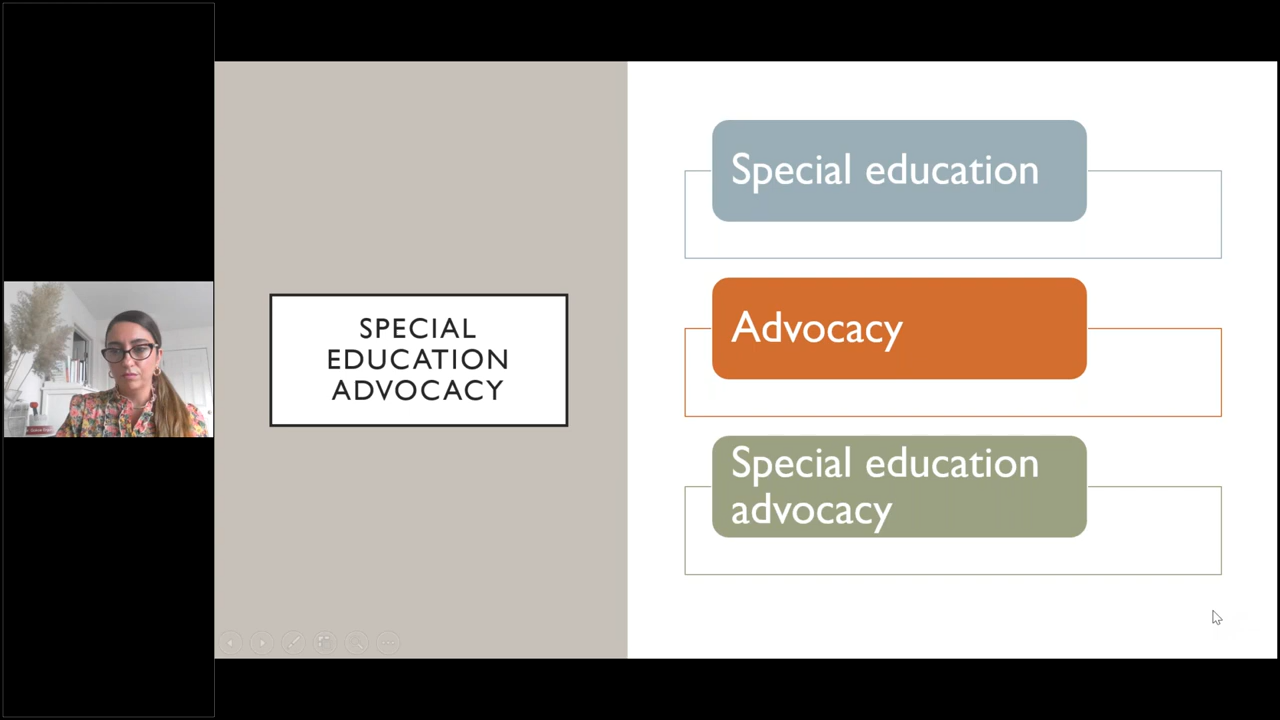 SPECIAL
EDUCATION
ADVOCACY
Special education
Advocacy
Special education
advocacy